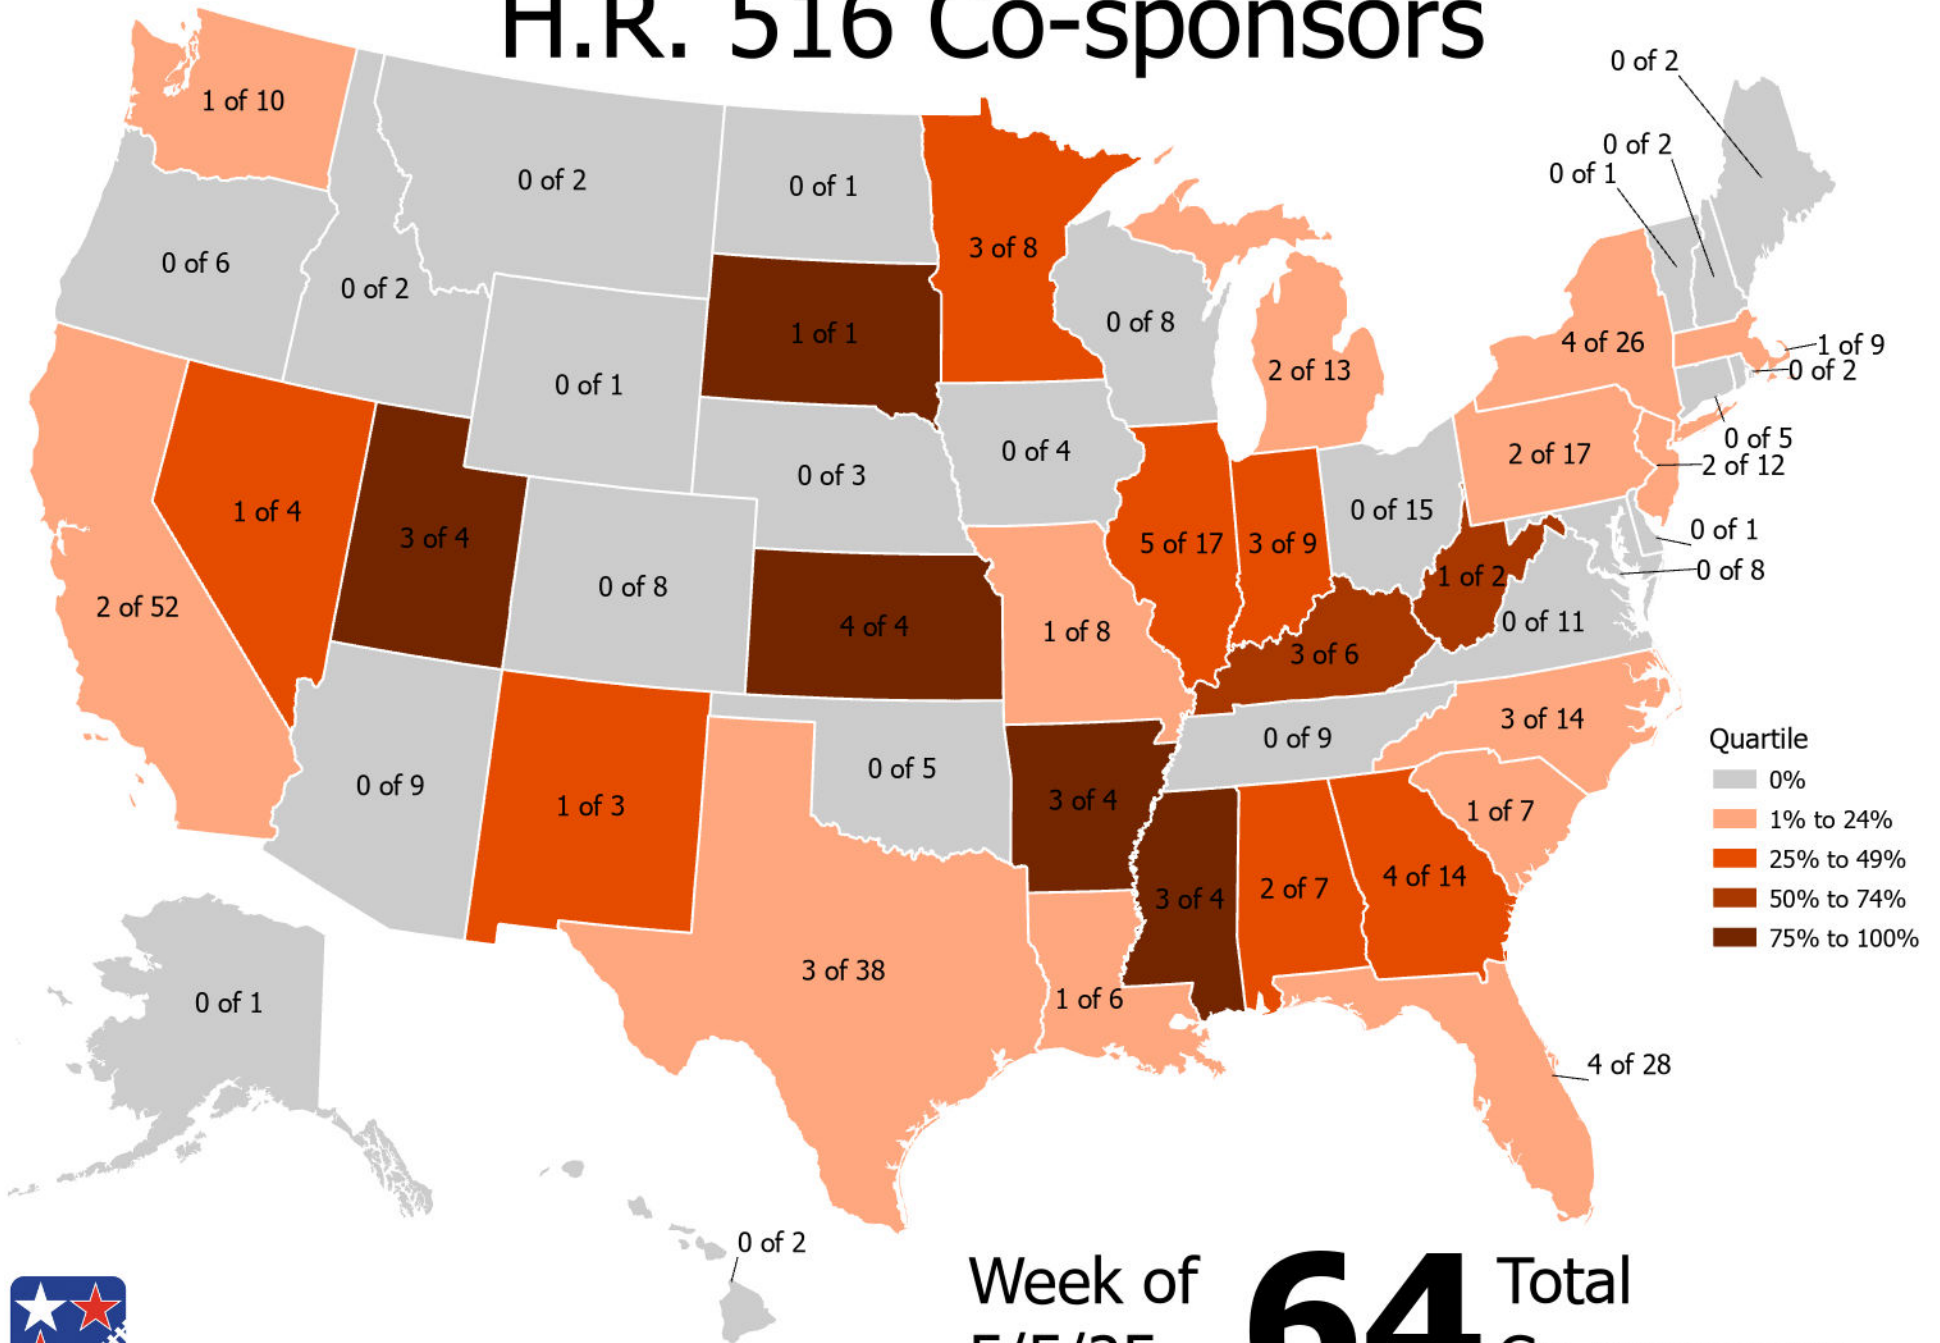 H.R. 516 Co-sponsors
0 of 2
1 of 10
0 of 2
0 of 1
0 of 2
0 of 1
3 of 8
0 of 6
0 of 2
1 of 1
0 of 8
2 of 13
4 of 26
1 of 9
0 of 2
0 of 1
0 of 3
0 of 4
2 of 17
0 of 5
2 of 12
1 of 4
3 of 4
0 of 8
5 of 17
3 of 9
0 of 15
1 of 2
0 of 1
0 of 8
2 of 52
4 of 4
1 of 8
3 of 6
0 of 11
0 of 9
1 of 3
0 of 5
3 of 4
0 of 9
3 of 14
Quartile
0%
1% to 24%
25% to 49%
50% to 74%
75% to 100%
3 of 4
2 of 7
4 of 14
1 of 7
3 of 38
1 of 6
0 of 1
4 of 28
0 of 2
Week of
64
Total
5/5/25